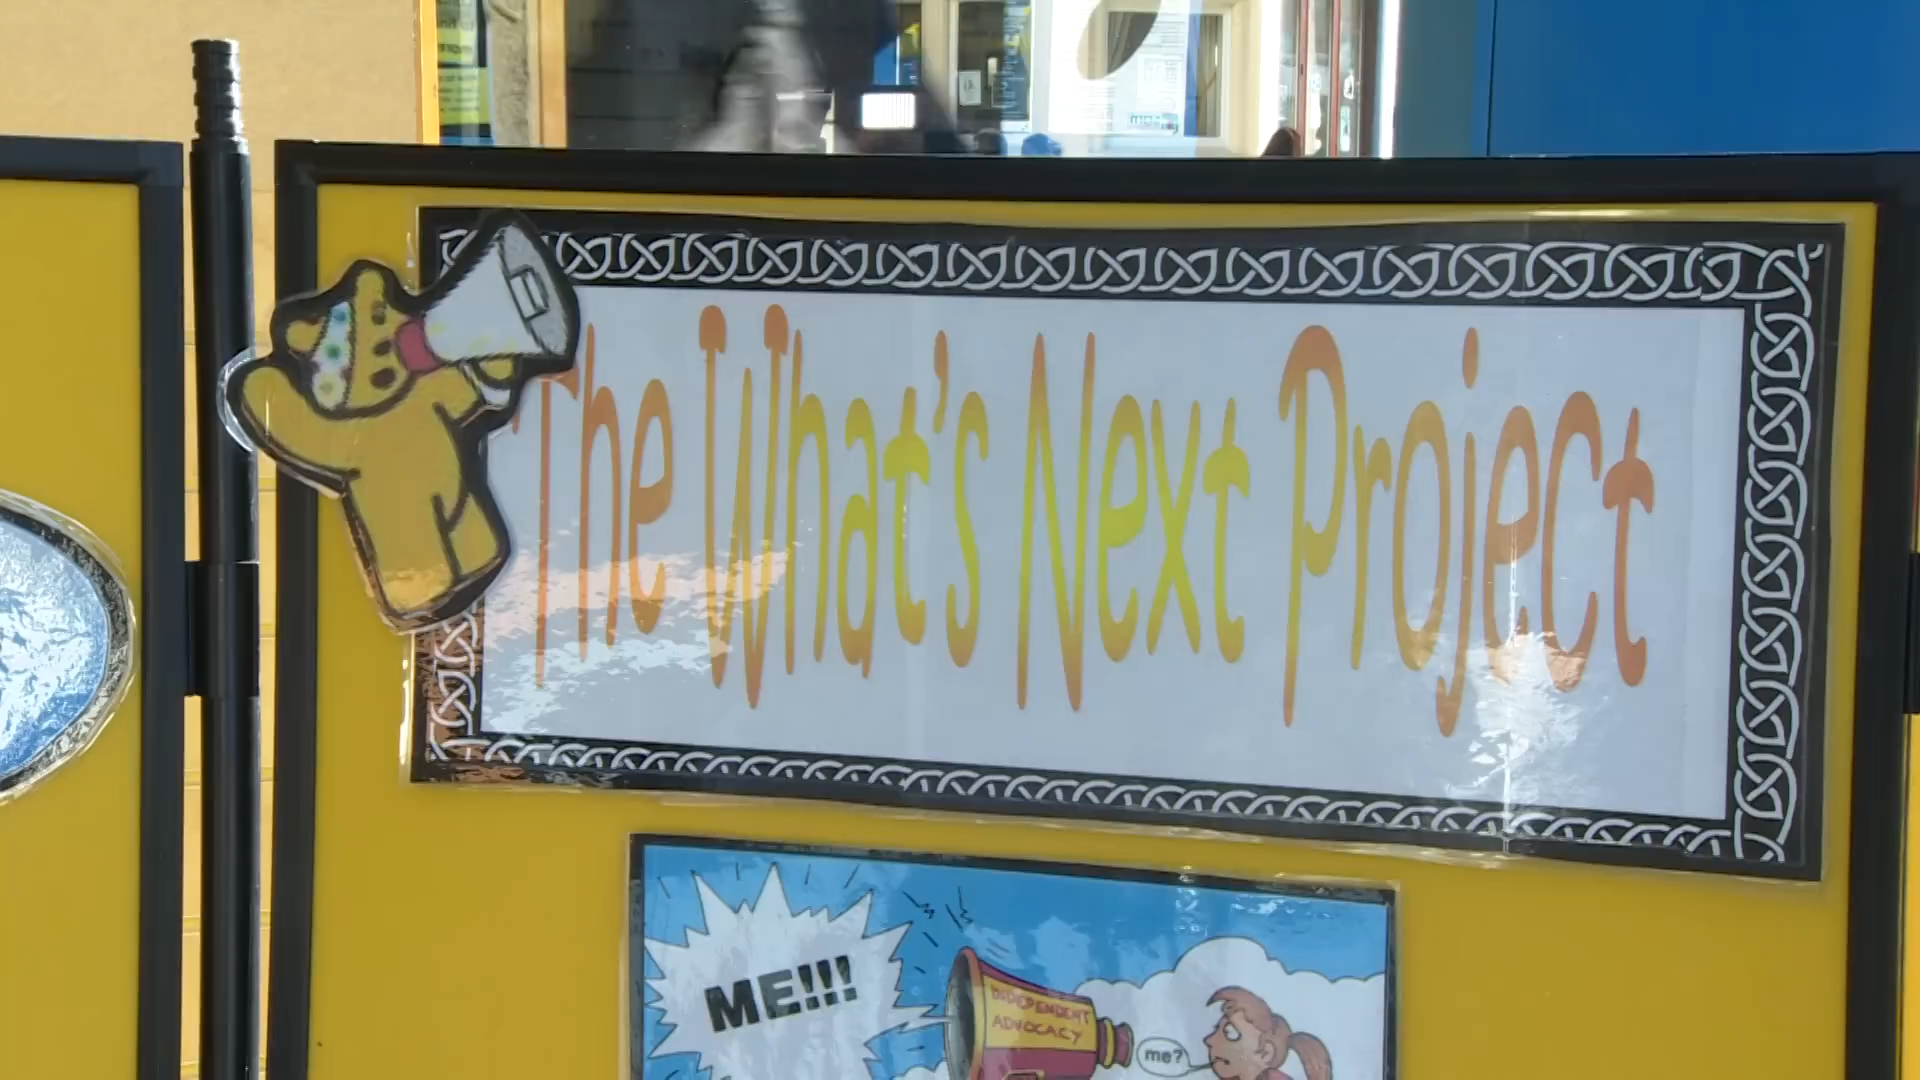 The What's Next Project
ME!!!
INDEPENDENT
ADVOCACY
me?